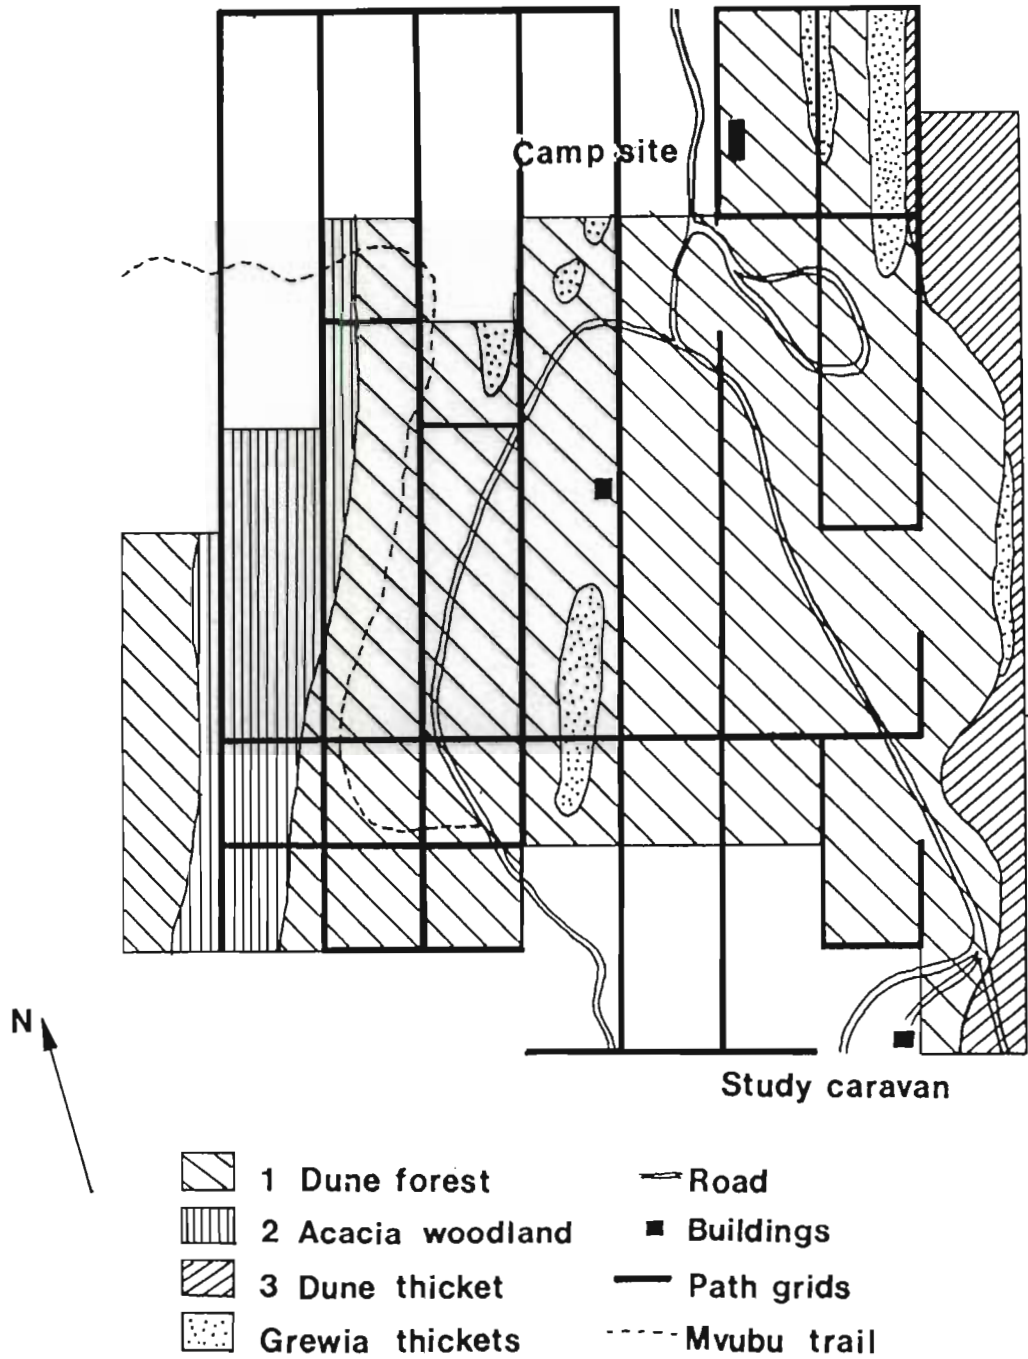 Camp site
N
Study caravan
1 Dune forest
2 Acacia woodland
3 Dune thicket
Grewia thickets
Road
Buildings
Path grids
Mvubu trail